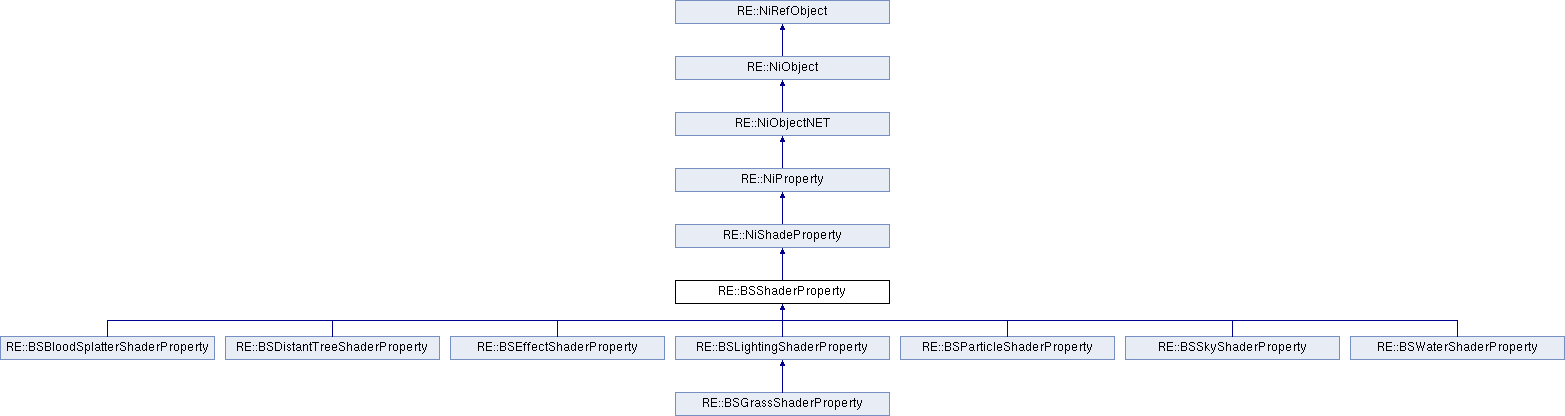 RE::NiRefObject
RE::NiObject
RE::NiObjectNET
RE::NiProperty
RE::NiShadeProperty
RE::BSShaderProperty
RE::BSBloodSplatterShaderProperty
RE::BSDistantTreeShaderProperty
RE::BSEffectShaderProperty
RE::BSLightingShaderProperty
RE::BSParticleShaderProperty
RE::BSSkyShaderProperty
RE::BSWaterShaderProperty
RE::BSGrassShaderProperty